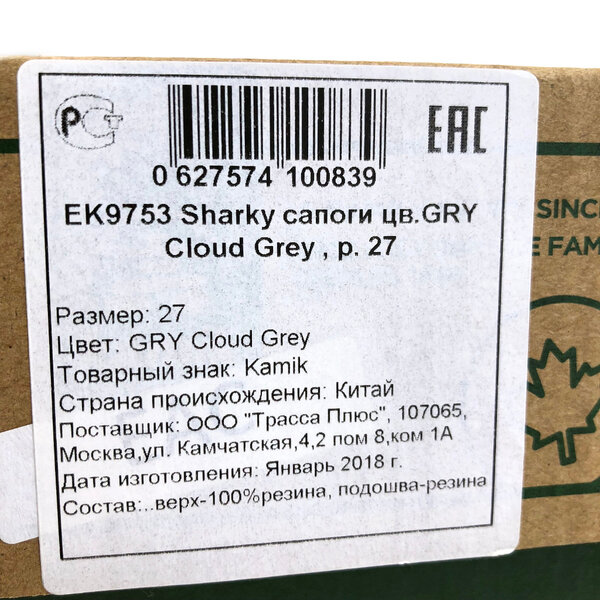 РСТ
EAC
0 627574 100839
EK9753 Sharky сапоги цв.GRY
Cloud Grey , р. 27
Размер: 27
Цвет: GRY Cloud Grey
Товарный знак: Kamik
Страна происхождения: Китай
Поставщик: ООО "Трасса Плюс", 107065,
Москва,ул. Камчатская,4,2 пом 8,ком 1А
Дата изготовления: Январь 2018 г.
Состав:..верх-100%резина, подошва-резина
SINC
E FAM